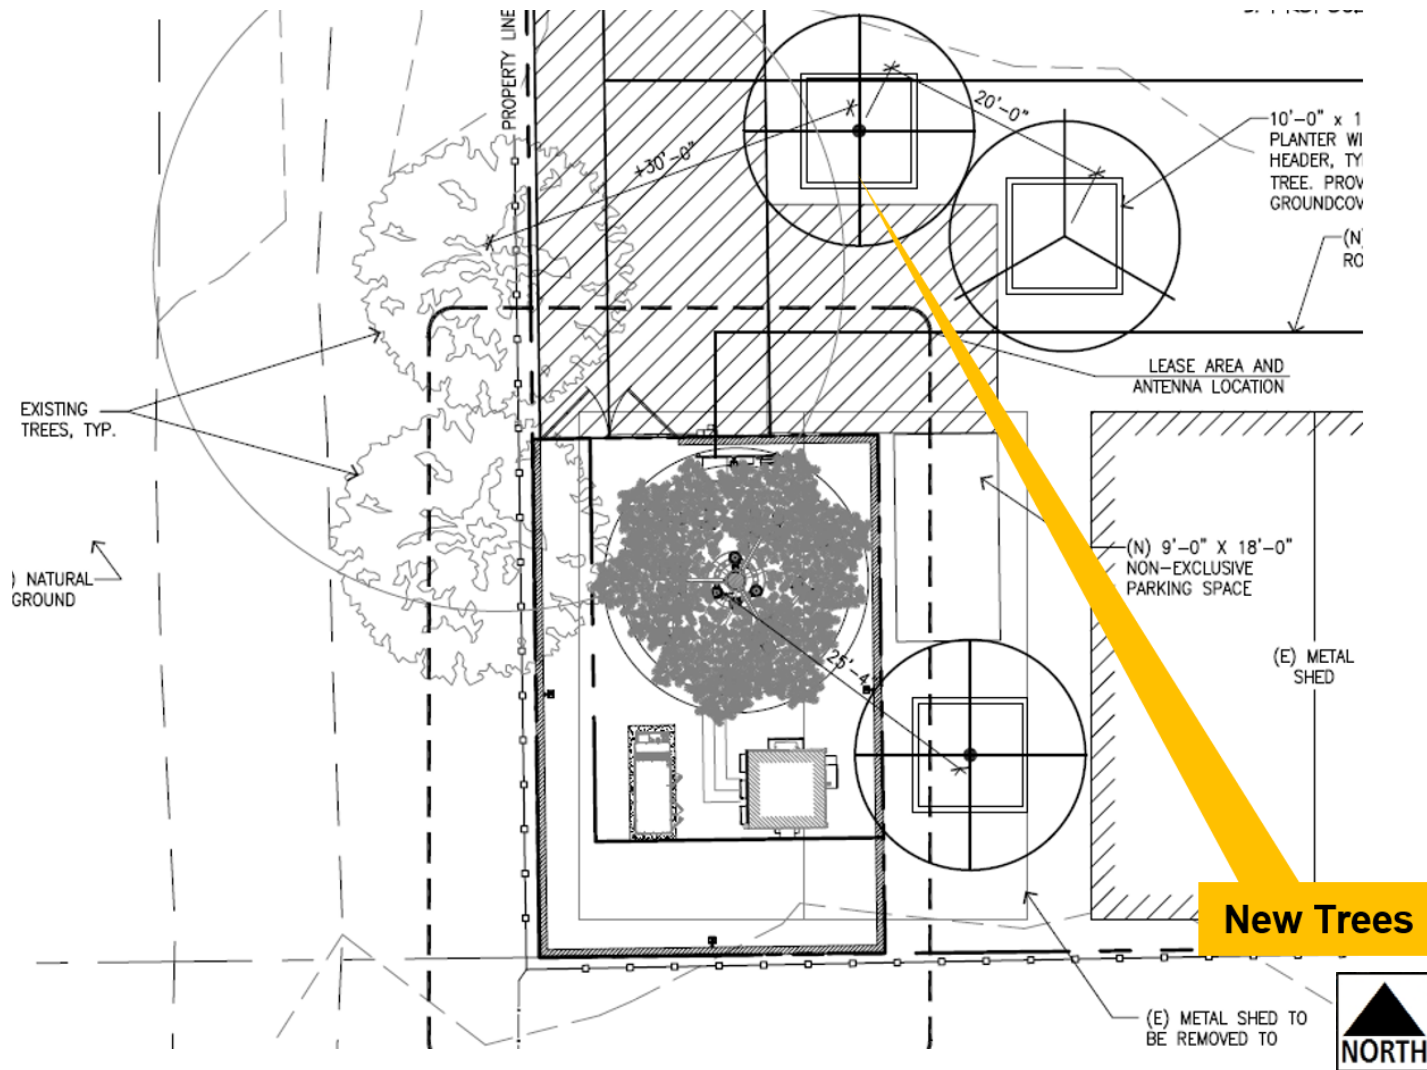 PROPERTY LINE
20'-0"
+30'-0"
10'-0" x 1
PLANTER WI
HEADER, TY
TREE. PROV
GROUNDCOV
(N)
RO
LEASE AREA AND
ANTENNA LOCATION
EXISTING
TREES, TYP.
(N) 9'-0" X 18'-0"
NON-EXCLUSIVE
PARKING SPACE
) NATURAL
GROUND
25'-4
(E) METAL
SHED
New Trees
(E) METAL SHED TO
BE REMOVED TO
NORTH